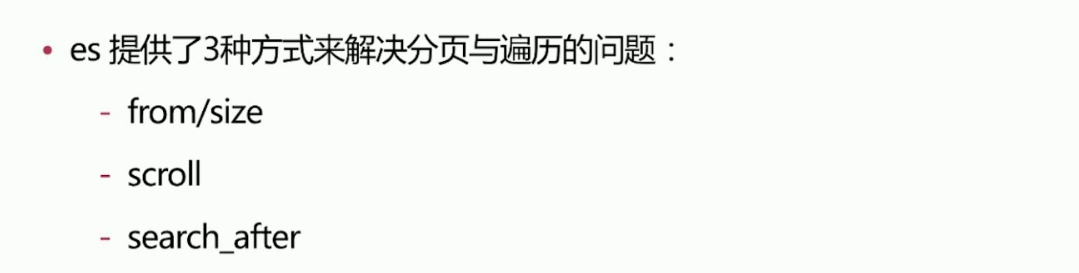 • es 提供了3种方式来解决分页与遍历的问题：
- from/size
- scroll
- search_after